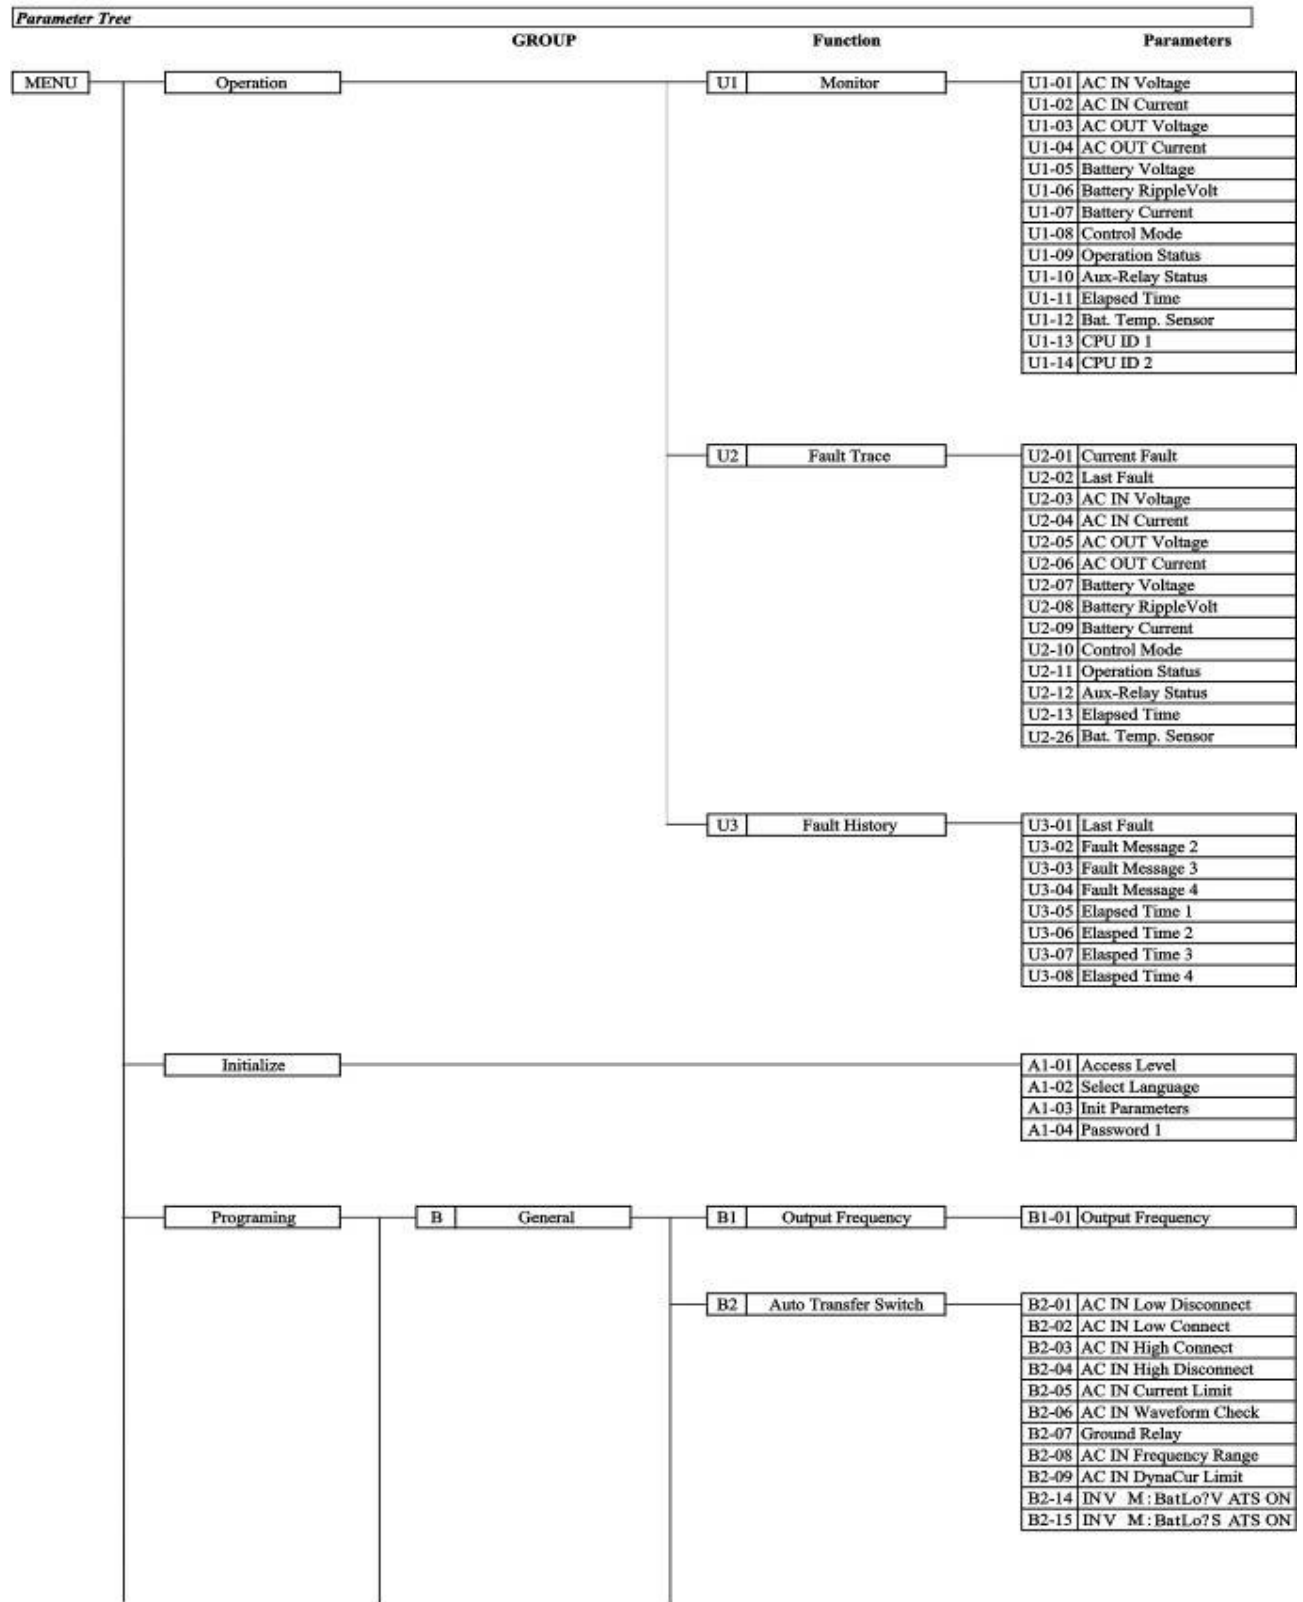 Parameter Tree
GROUP Function Parameters
MENU Operation U1 Monitor U1-01 AC IN Voltage
U1-02 AC IN Current
U1-03 AC OUT Voltage
U1-04 AC OUT Current
U1-05 Battery Voltage
U1-06 Battery RippleVolt
U1-07 Battery Current
U1-08 Control Mode
U1-09 Operation Status
U1-10 Aux-Relay Status
U1-11 Elapsed Time
U1-12 Bat. Temp. Sensor
U1-13 CPU ID 1
U1-14 CPU ID 2
U2 Fault Trace U2-01 Current Fault
U2-02 Last Fault
U2-03 AC IN Voltage
U2-04 AC IN Current
U2-05 AC OUT Voltage
U2-06 AC OUT Current
U2-07 Battery Voltage
U2-08 Battery RippleVolt
U2-09 Battery Current
U2-10 Control Mode
U2-11 Operation Status
U2-12 Aux-Relay Status
U2-13 Elapsed Time
U2-26 Bat. Temp. Sensor
U3 Fault History U3-01 Last Fault
U3-02 Fault Message 2
U3-03 Fault Message 3
U3-04 Fault Message 4
U3-05 Elapsed Time 1
U3-06 Elasped Time 2
U3-07 Elasped Time 3
U3-08 Elasped Time 4
Initialize A1-01 Access Level
A1-02 Select Language
A1-03 Init Parameters
A1-04 Password 1
Programing B General B1 Output Frequency B1-01 Output Frequency
B2 Auto Transfer Switch B2-01 AC IN Low Disconnect
B2-02 AC IN Low Connect
B2-03 AC IN High Connect
B2-04 AC IN High Disconnect
B2-05 AC IN Current Limit
B2-06 AC IN Waveform Check
B2-07 Ground Relay
B2-08 AC IN Frequency Range
B2-09 AC IN DynaCur Limit
B2-14 INV M:BatLo?V ATS ON
B2-15 INV M:BatLo?S ATS ON